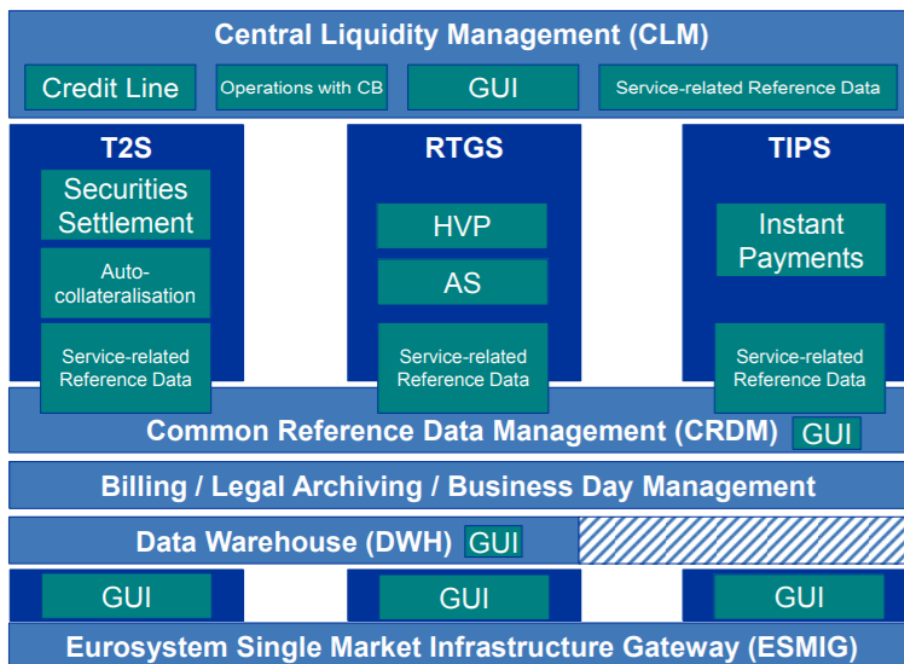 Central Liquidity Management (CLM)
Credit Line
Operations with CB
GUI
Service-related Reference Data
T2S
RTGS
TIPS
Securities
Settlement
HVP
Instant
Payments
Auto-
collateralisation
AS
Service-related
Reference Data
Service-related
Reference Data
Service-related
Reference Data
Common Reference Data Management (CRDM)
GUI
Billing / Legal Archiving / Business Day Management
Data Warehouse (DWH)
GUI
GUI
GUI
GUI
Eurosystem Single Market Infrastructure Gateway (ESMIG)